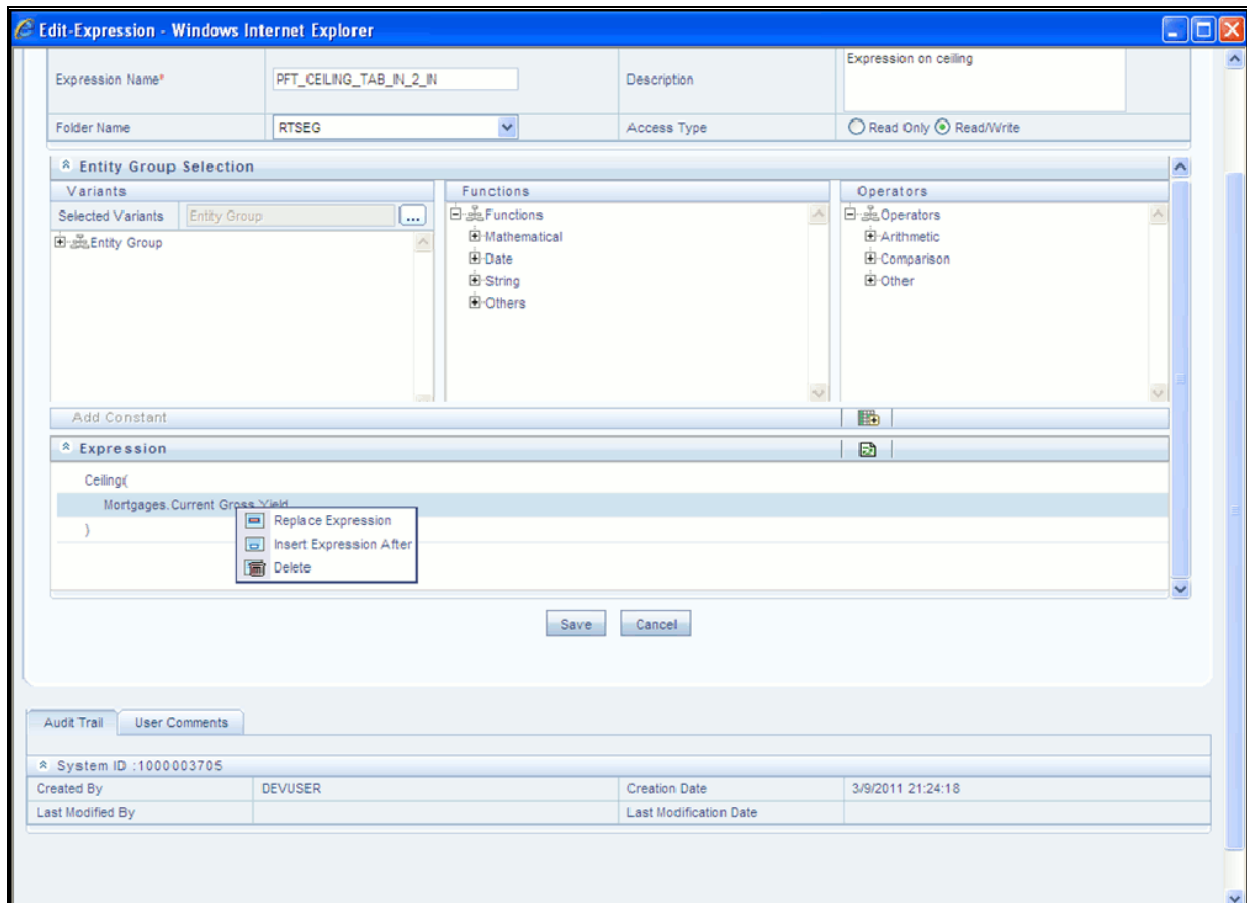 Edit-Expression - Windows Internet Explorer
Expression Name* PFT_CEILING_TAB_IN_2_IN Description Expression on ceiling
Folder Name RTSEG Access Type Read Only Read/Write
Entity Group Selection
Variants Functions Operators
Selected Variants Entity Group ... Functions Operators
Entity Group Mathematical Arithmetic
Date Comparison
String Other
Others
Add Constant
Expression
Ceiling(
Mortgages.Current Gross Yield
)
Replace Expression
Insert Expression After
Delete
Save Cancel
Audit Trail User Comments
System ID :1000003705
Created By DEVUSER Creation Date 3/9/2011 21:24:18
Last Modified By Last Modification Date